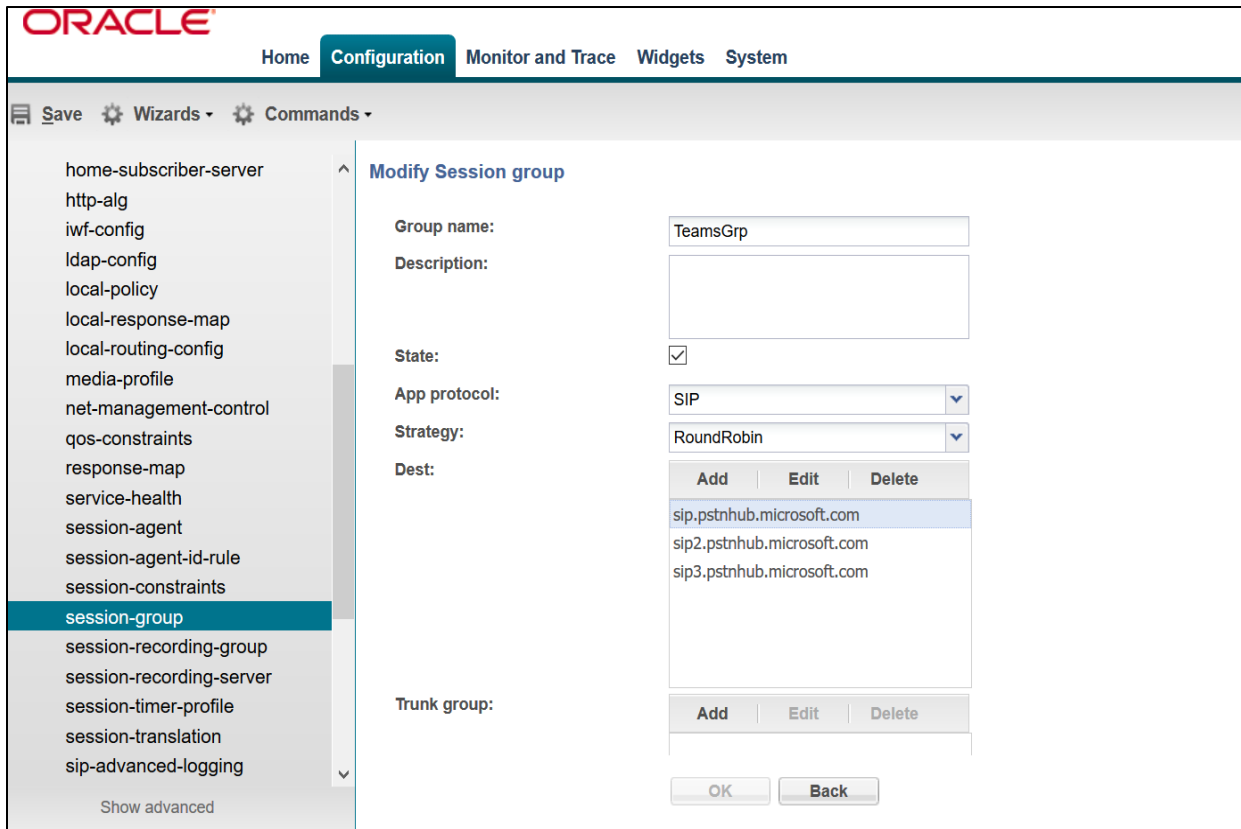 ORACLE
Home Configuration Monitor and Trace Widgets System
Save Wizards Commands
home-subscriber-server
http-alg
iwf-config
ldap-config
local-policy
local-response-map
local-routing-config
media-profile
net-management-control
qos-constraints
response-map
service-health
session-agent
session-agent-id-rule
session-constraints
session-group
session-recording-group
session-recording-server
session-timer-profile
session-translation
sip-advanced-logging
Show advanced
Modify Session group
Group name: TeamsGrp
Description:
State:
App protocol: SIP
Strategy: RoundRobin
Dest: Add Edit Delete
sip.pstnhub.microsoft.com
sip2.pstnhub.microsoft.com
sip3.pstnhub.microsoft.com
Trunk group: Add Edit Delete
OK Back